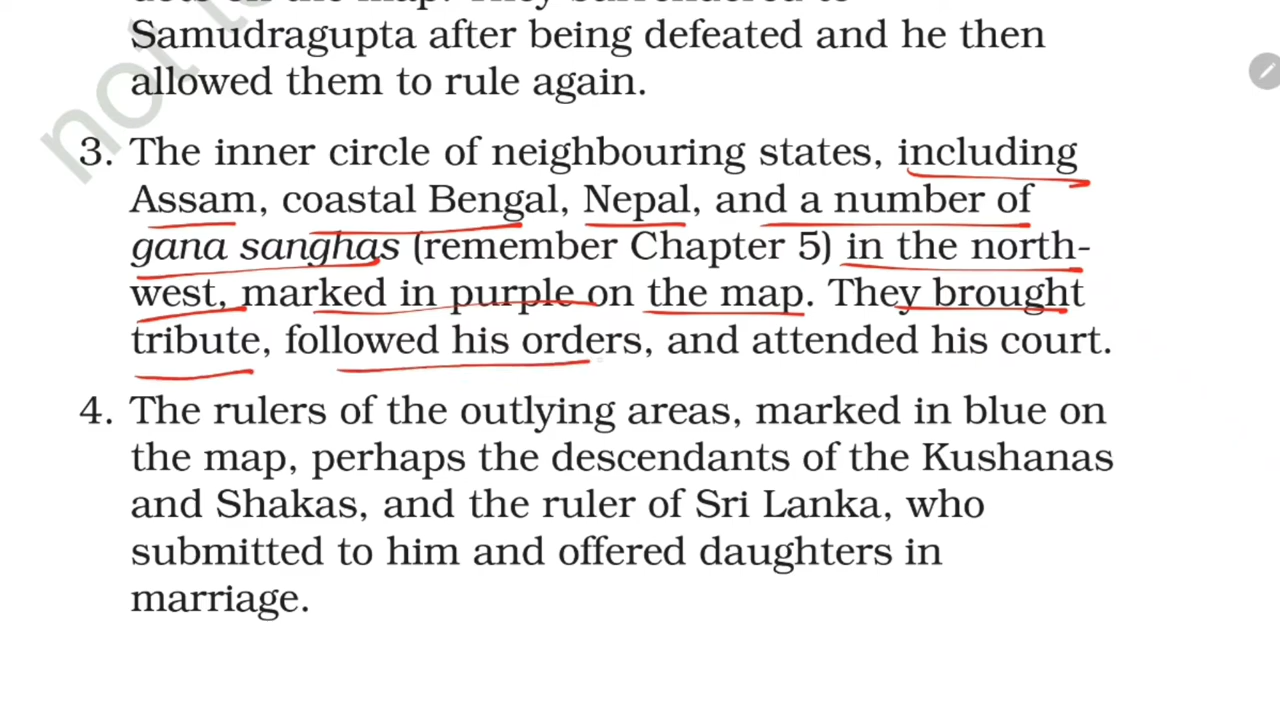 Samudragupta after being defeated and he then
allowed them to rule again.
3. The inner circle of neighbouring states, including
Assam, coastal Bengal, Nepal, and a number of
gana sanghas (remember Chapter 5) in the north-
west, marked in purple on the map. They brought
tribute, followed his orders, and attended his court.
4. The rulers of the outlying areas, marked in blue on
the map, perhaps the descendants of the Kushanas
and Shakas, and the ruler of Sri Lanka, who
submitted to him and offered daughters in
marriage.